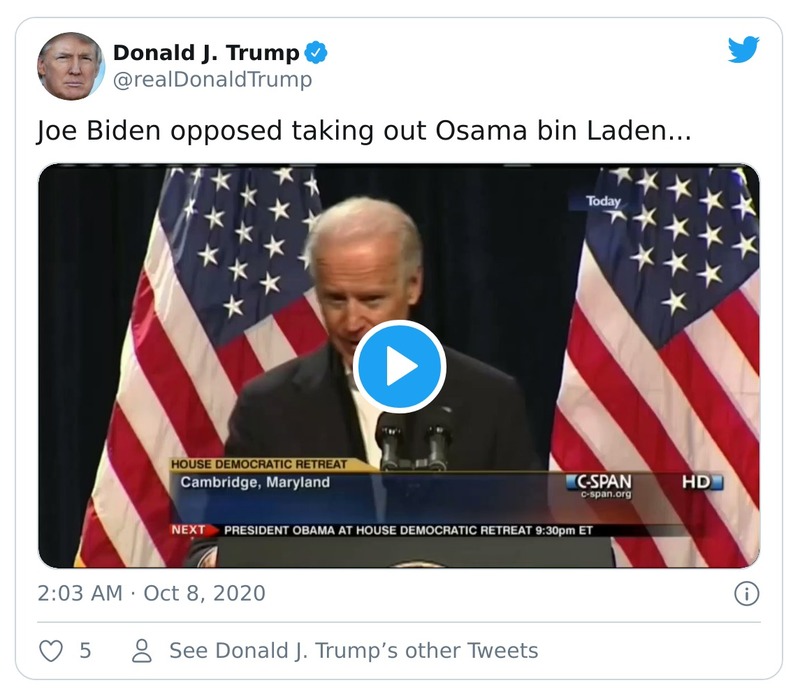 Donald J. Trump
@realDonaldTrump
Joe Biden opposed taking out Osama bin Laden...
Today
HOUSE DEMOCRATIC RETREAT
Cambridge, Maryland
C-SPAN
c-span.org
HD
NEXT PRESIDENT OBAMA AT HOUSE DEMOCRATIC RETREAT 9:30pm ET
2:03 AM · Oct 8, 2020
5 See Donald J. Trump’s other Tweets